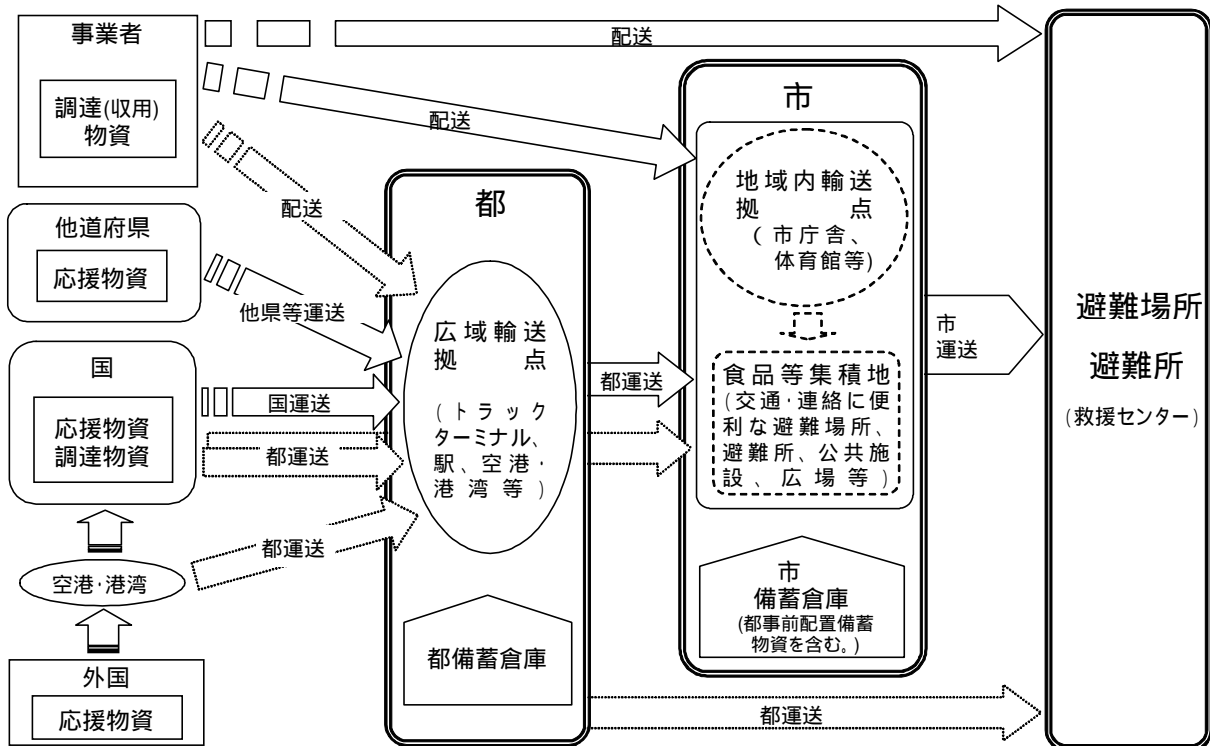 事業者
調達(収用)
物資
他道府県
応援物資
国
応援物資
調達物資
空港･港湾
外国
応援物資
配送
配送
配送
他県等運送
国運送
都運送
都運送
都
広域輸送
拠点
(トラック
ターミナル、
駅、空港･
港湾等)
都備蓄倉庫
都運送
都運送
市
地域内輸送
拠点
(市庁舎、
体育館等)
食品等集積地
(交通･連絡に便
利な避難場所、
避難所、公共施
設、広場等)
市
備蓄倉庫
(都事前配置備蓄
物資を含む。)
市
運送
避難場所
避難所
(救援センター)